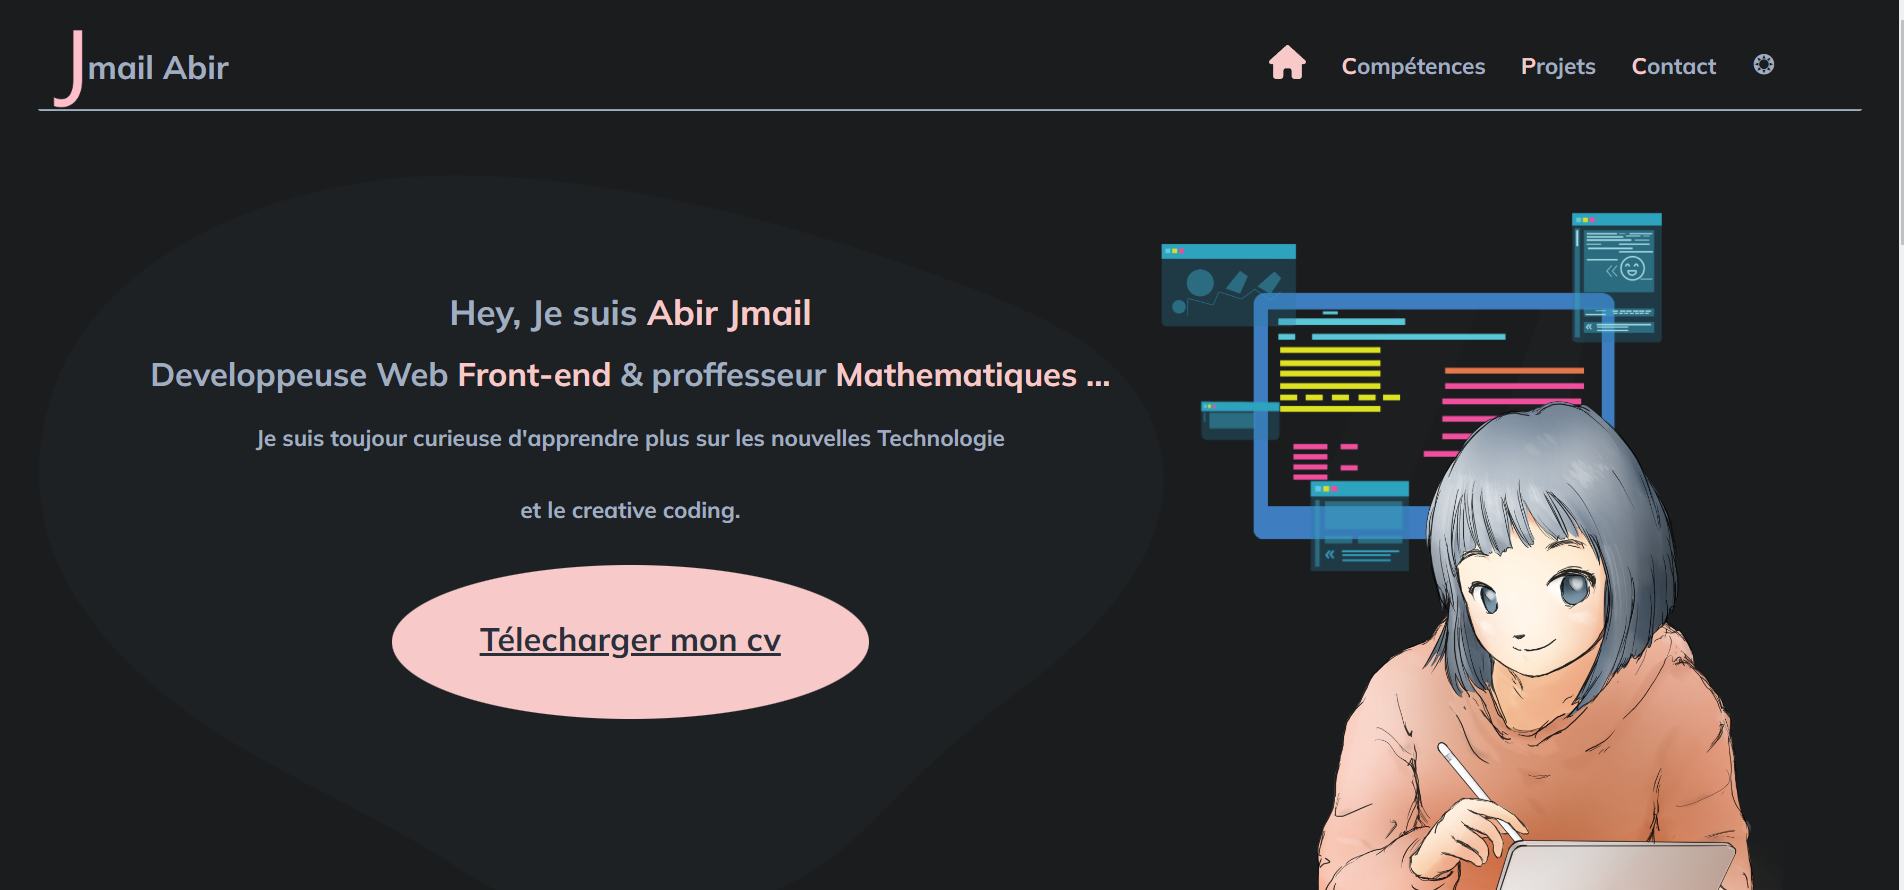 Jmail Abir
Compétences Projets Contact
Hey, Je suis Abir Jmail
Developpeuse Web Front-end & proffesseur Mathematiques ...
Je suis toujour curieuse d'apprendre plus sur les nouvelles Technologie
et le creative coding.
Télecharger mon cv